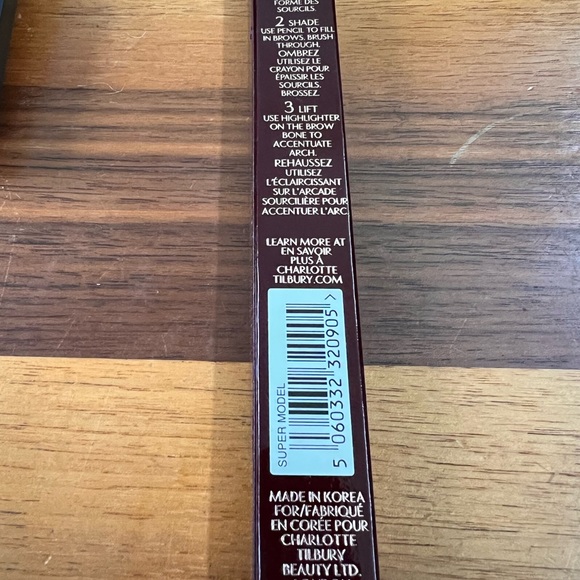 FORME DES
SOURCILS.
2 SHADE
USE PENCIL TO FILL
IN BROWS. BRUSH
THROUGH.
OMBREZ
UTILISEZ LE
CRAYON POUR
ÉPAISSIR LES
SOURCILS.
BROSSEZ.
3 LIFT
USE HIGHLIGHTER
ON THE BROW
BONE TO
ACCENTUATE
ARCH.
REHAUSSEZ
UTILISEZ
L'ÉCLAIRCISSANT
SUR L'ARCADE
SOURCILIÈRE POUR
ACCENTUER L'ARC
LEARN MORE AT
EN SAVOIR
PLUS À
CHARLOTTE
TILBURY.COM
SUPER MODEL
5 060332 320905 >
MADE IN KOREA
FOR/FABRIQUÉ
EN CORÉE POUR
CHARLOTTE
TILBURY
BEAUTY LTD.